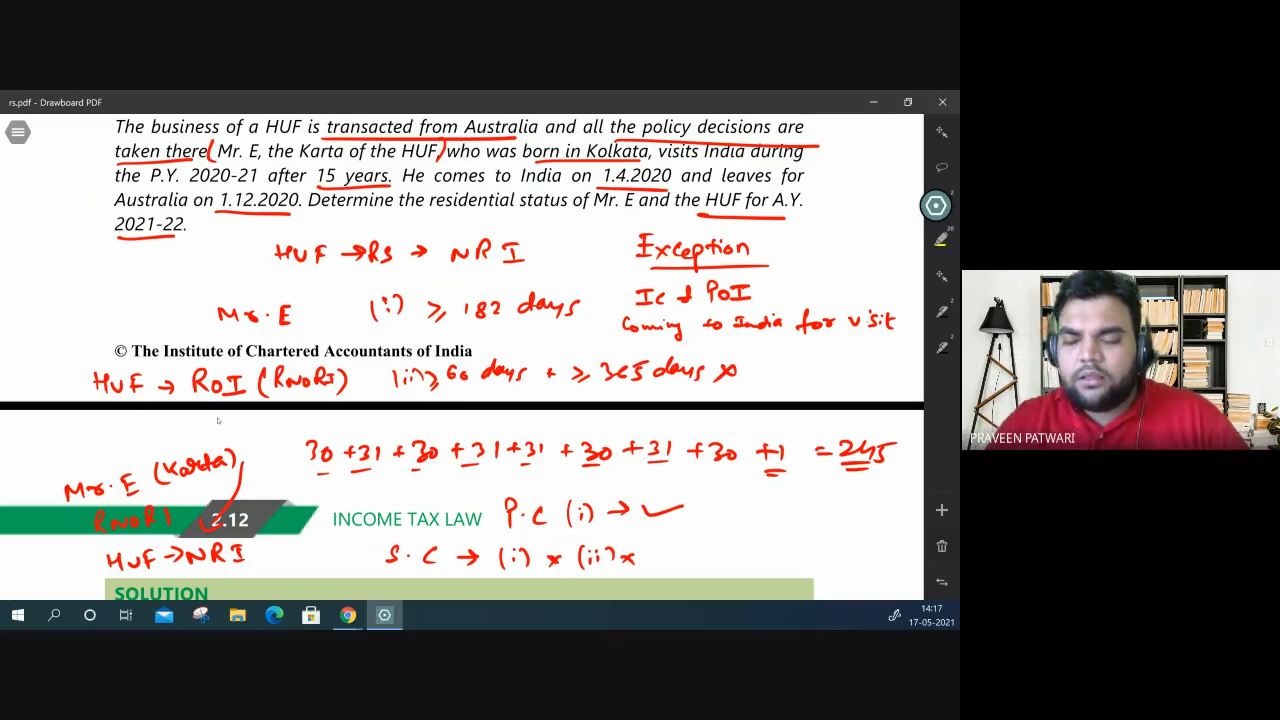 rs.pdf - Drawboard PDF
The business of a HUF is transacted from Australia and all the policy decisions are
taken there( Mr. E, the Karta of the HUF,) who was born in Kolkata, visits India during
the P.Y. 2020-21 after 15 years. He comes to India on 1.4.2020 and leaves for
Australia on 1.12.2020. Determine the residential status of Mr. E and the HUF for A.Y.
2021-22.
HUF → RS → NRI
Exception
Mr. E (i) ≥ 182 days
IC & POI
Coming to India for visit
© The Institute of Chartered Accountants of India
HUF → ROI (RNORI) (ii) ≥ 60 days + ≥ 365 days ×
30 + 31 + 30 + 31 + 31 + 30 + 31 + 30 + 1 = 245
Mr. E (Karta)
RNORI
2.12 INCOME TAX LAW
P.C (i) → ✓
HUF → NRI
S.C → (i) × (ii) ×
SOLUTION
PRAVEEN PATWARI
14:17
17-05-2021